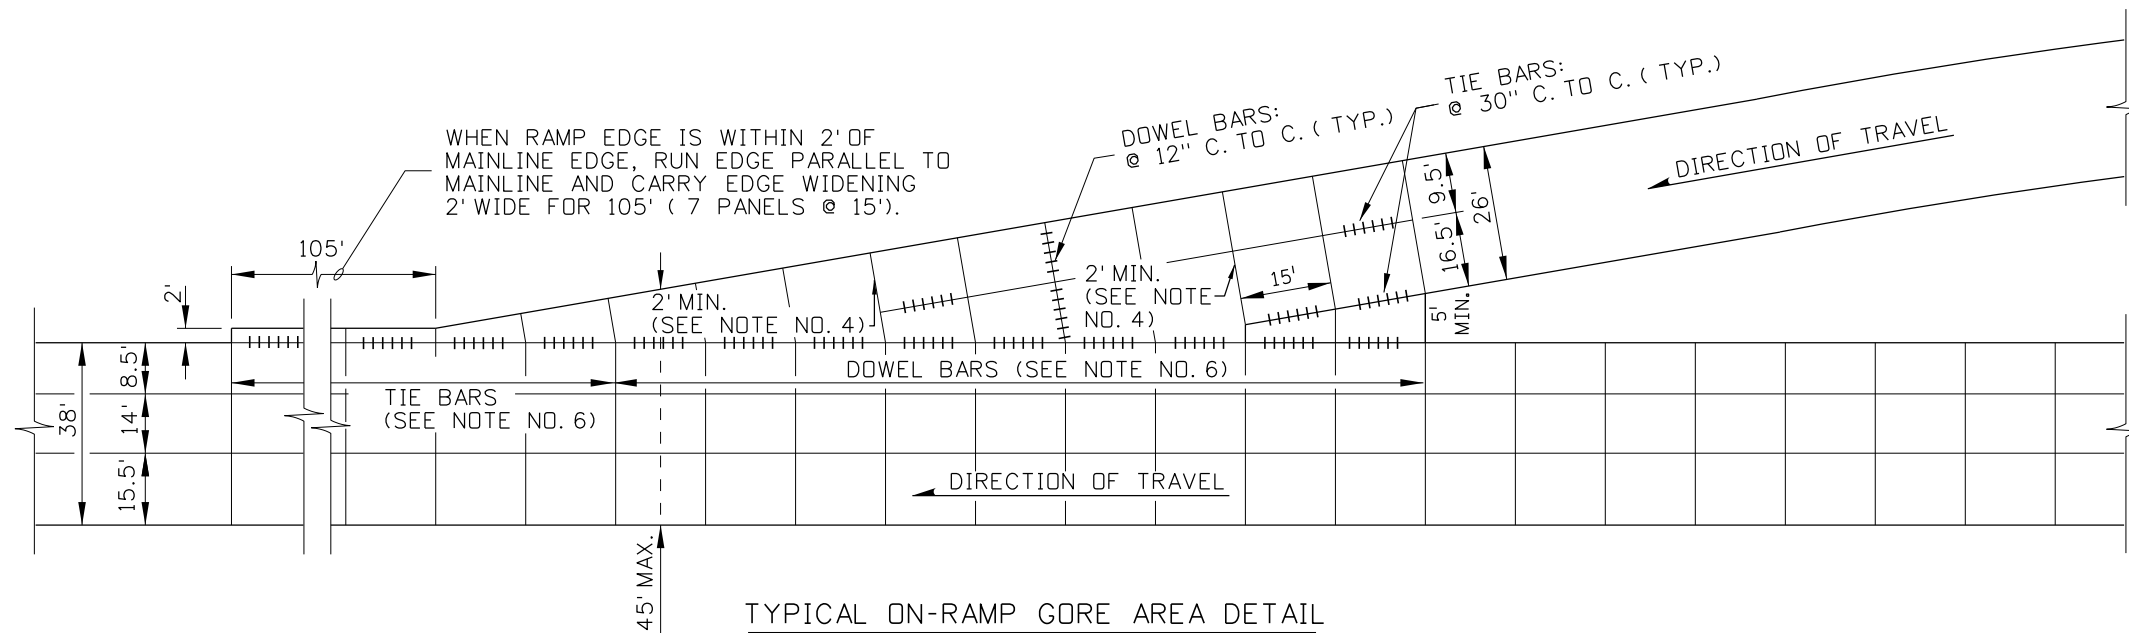 WHEN RAMP EDGE IS WITHIN 2' OF
MAINLINE EDGE, RUN EDGE PARALLEL TO
MAINLINE AND CARRY EDGE WIDENING
2' WIDE FOR 105' ( 7 PANELS @ 15').
DOWEL BARS:
@ 12" C. TO C. ( TYP.)
TIE BARS:
@ 30" C. TO C. ( TYP.)
DIRECTION OF TRAVEL
9.5'
26'
16.5'
105'
2'
2' MIN.
(SEE NOTE NO. 4)
2' MIN.
(SEE NOTE
NO. 4)
15'
5'
MIN.
38'
8.5'
14'
15.5'
DOWEL BARS (SEE NOTE NO. 6)
TIE BARS
(SEE NOTE NO. 6)
DIRECTION OF TRAVEL
45' MAX.
TYPICAL ON-RAMP GORE AREA DETAIL